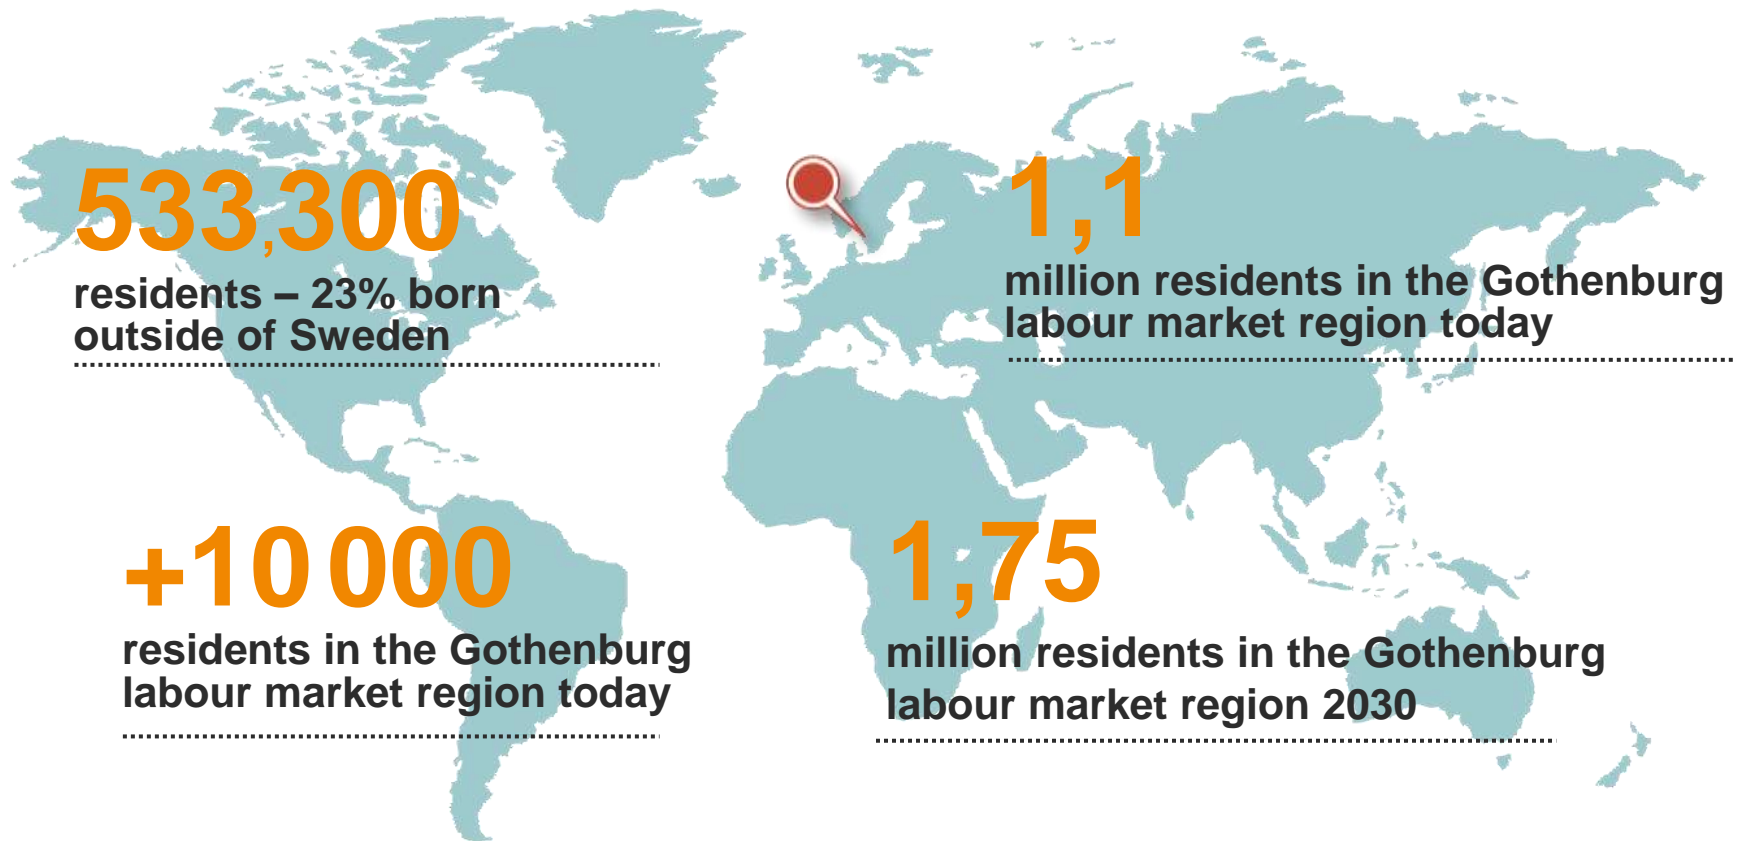 533,300
residents – 23% born
outside of Sweden
1,1
million residents in the Gothenburg
labour market region today
+10 000
residents in the Gothenburg
labour market region today
1,75
million residents in the Gothenburg
labour market region 2030